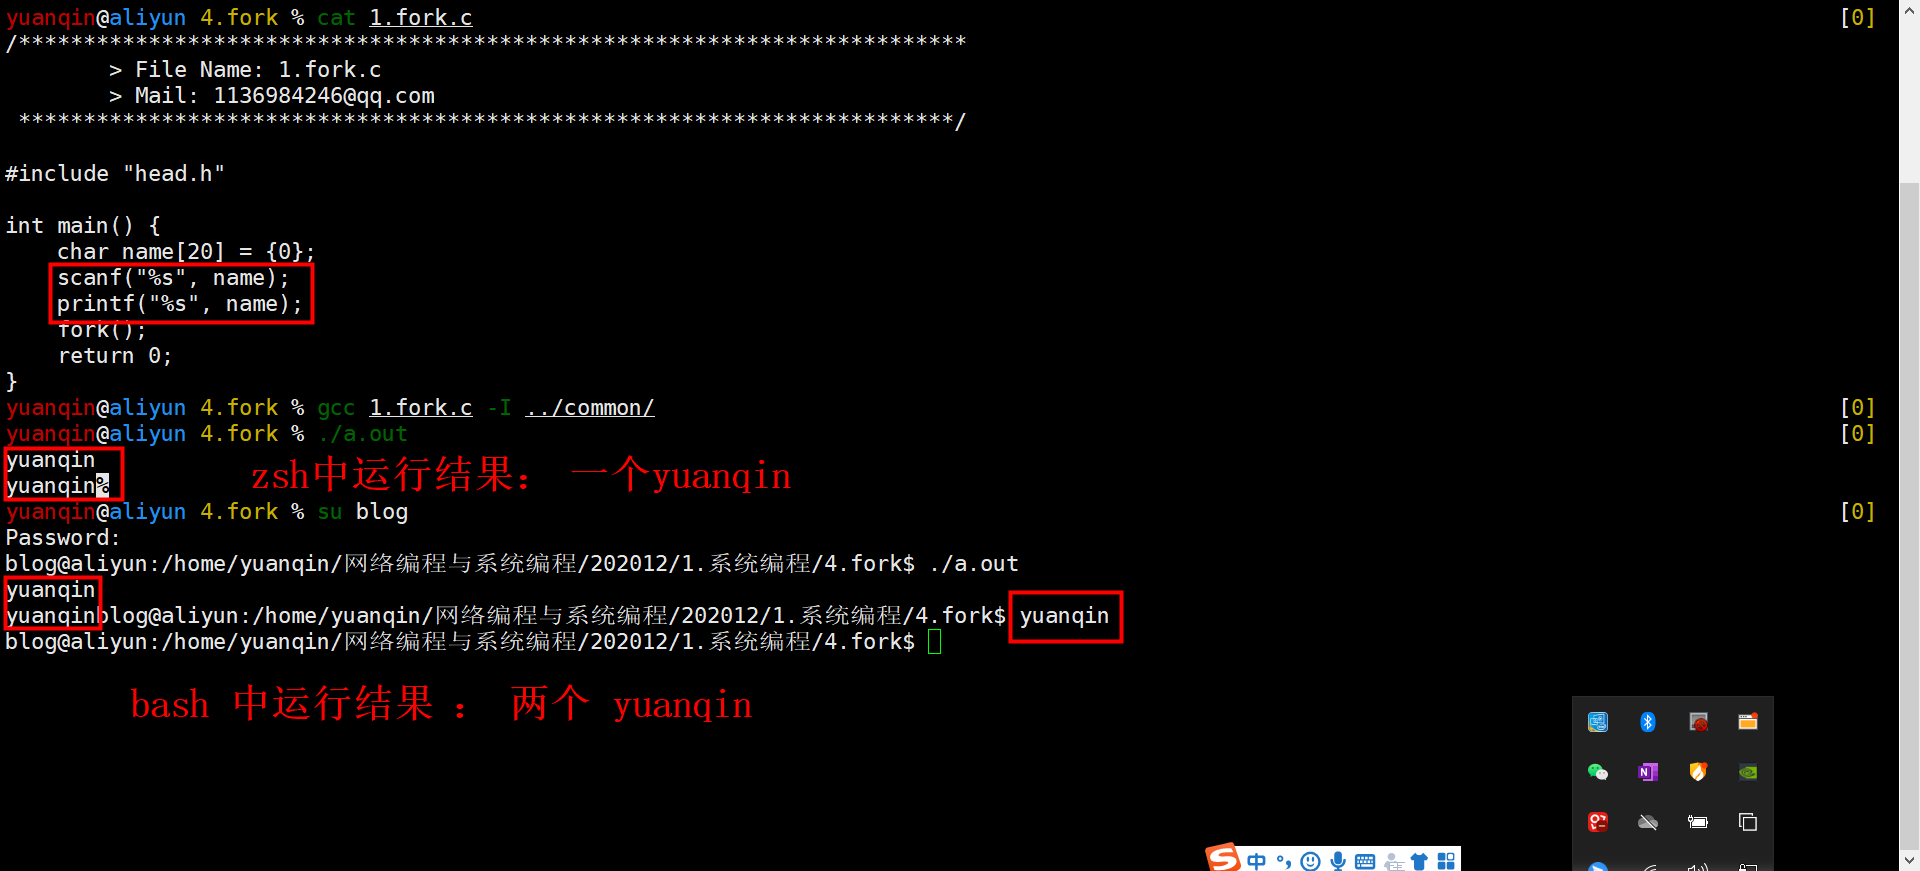 yuanqin@aliyun 4.fork % cat 1.fork.c [0]
/*************************************************************************
        > File Name: 1.fork.c
        > Mail: 1136984246@qq.com
 ************************************************************************/
#include "head.h"
int main() {
    char name[20] = {0};
    scanf("%s", name);
    printf("%s", name);
    fork();
    return 0;
}
yuanqin@aliyun 4.fork % gcc 1.fork.c -I ../common/ [0]
yuanqin@aliyun 4.fork % ./a.out [0]
yuanqin
zsh中运行结果： 一个yuanqin
yuanqin%
yuanqin@aliyun 4.fork % su blog [0]
Password:
blog@aliyun:/home/yuanqin/网络编程与系统编程/202012/1.系统编程/4.fork$ ./a.out
yuanqin
yuanqinblog@aliyun:/home/yuanqin/网络编程与系统编程/202012/1.系统编程/4.fork$ yuanqin
blog@aliyun:/home/yuanqin/网络编程与系统编程/202012/1.系统编程/4.fork$
bash 中运行结果 ： 两个 yuanqin
中